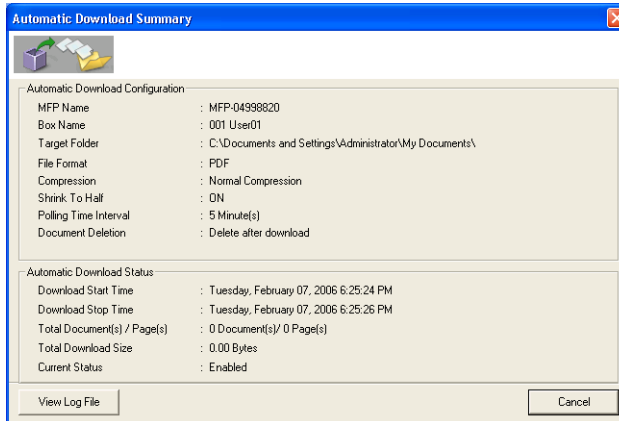 Automatic Download Summary
Automatic Download Configuration
MFP Name : MFP-04998820
Box Name : 001 User01
Target Folder : C:\Documents and Settings\Administrator\My Documents\
File Format : PDF
Compression : Normal Compression
Shrink To Half : ON
Polling Time Interval : 5 Minute(s)
Document Deletion : Delete after download
Automatic Download Status
Download Start Time : Tuesday, February 07, 2006 6:25:24 PM
Download Stop Time : Tuesday, February 07, 2006 6:25:26 PM
Total Document(s) / Page(s) : 0 Document(s)/ 0 Page(s)
Total Download Size : 0.00 Bytes
Current Status : Enabled
View Log File Cancel